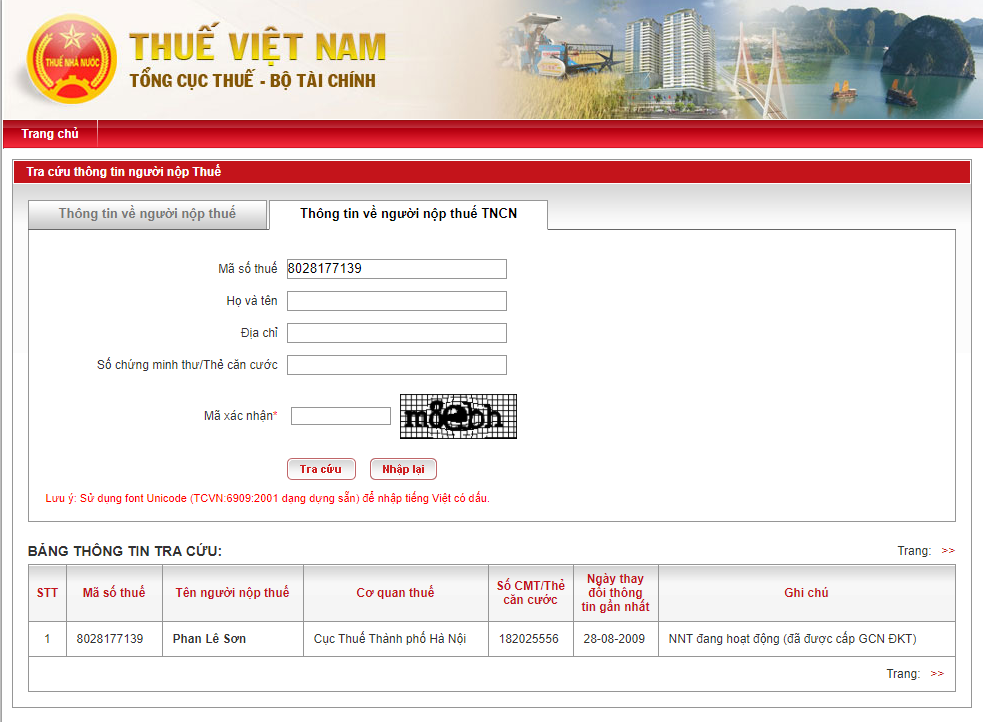 THUẾ VIỆT NAM
THUẾ NHÀ NƯỚC
TỔNG CỤC THUẾ - BỘ TÀI CHÍNH
Trang chủ
Tra cứu thông tin người nộp Thuế
Thông tin về người nộp thuế
Thông tin về người nộp thuế TNCN
Mã số thuế 8028177139
Họ và tên
Địa chỉ
Số chứng minh thư/Thẻ căn cước
Mã xác nhận*
Tra cứu
Nhập lại
Lưu ý: Sử dụng font Unicode (TCVN:6909:2001 dạng dựng sẵn) để nhập tiếng Việt có dấu.
BẢNG THÔNG TIN TRA CỨU:
Trang: >>
STT Mã số thuế Tên người nộp thuế Cơ quan thuế Số CMT/Thẻ căn cước Ngày thay đổi thông tin gần nhất Ghi chú
1 8028177139 Phan Lê Sơn Cục Thuế Thành phố Hà Nội 182025556 28-08-2009 NNT đang hoạt động (đã được cấp GCN ĐKT)
Trang: >>